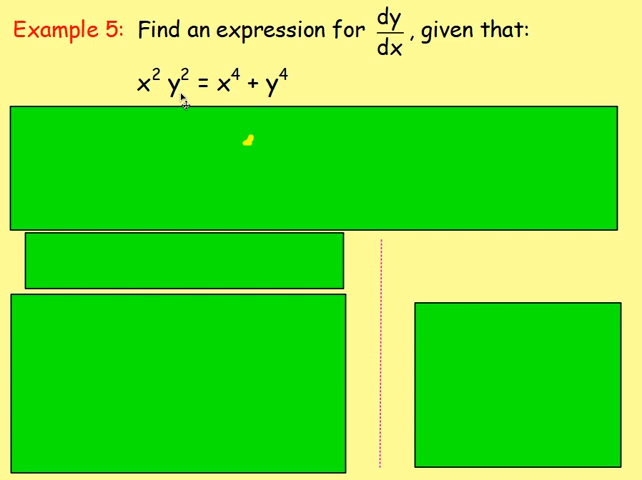 Example 5: Find an expression for dy/dx, given that:
x² y² = x⁴ + y⁴